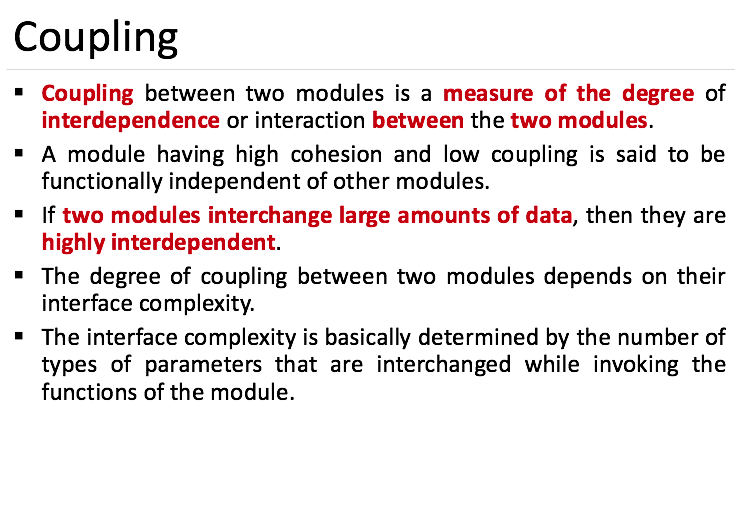 Coupling
▪ Coupling between two modules is a measure of the degree of
interdependence or interaction between the two modules.
▪ A module having high cohesion and low coupling is said to be
functionally independent of other modules.
▪ If two modules interchange large amounts of data, then they are
highly interdependent.
▪ The degree of coupling between two modules depends on their
interface complexity.
▪ The interface complexity is basically determined by the number of
types of parameters that are interchanged while invoking the
functions of the module.